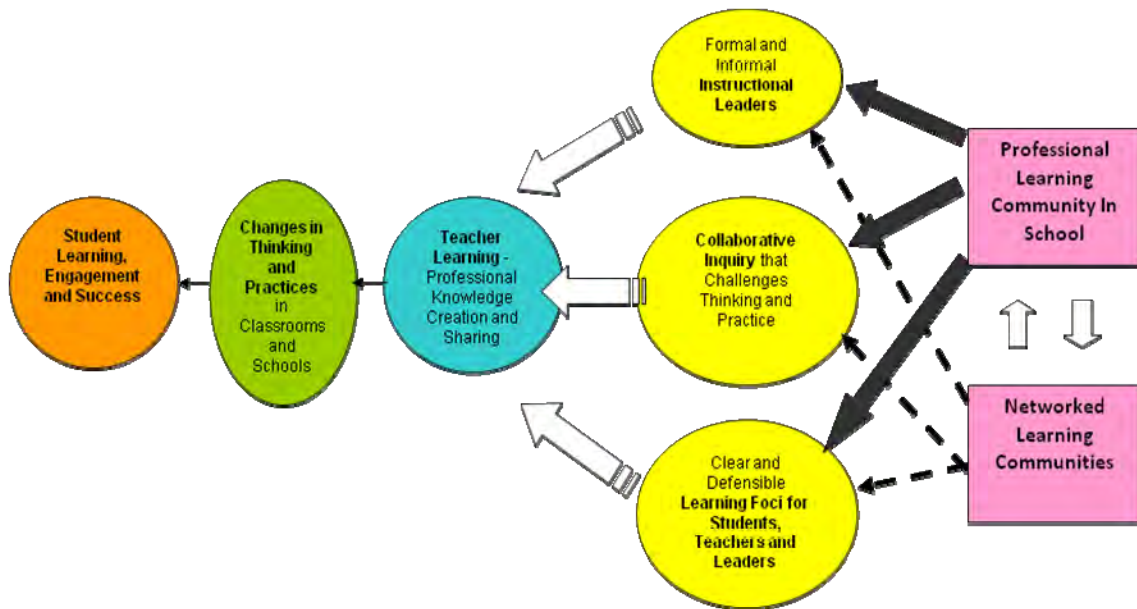 Formal and
Informal
Instructional
Leaders
Professional
Learning
Community In
School
Student
Learning,
Engagement
and Success
Changes in
Thinking
and
Practices
in
Classrooms
and
Schools
Teacher
Learning -
Professional
Knowledge
Creation and
Sharing
Collaborative
Inquiry that
Challenges
Thinking and
Practice
Networked
Learning
Communities
Clear and
Defensible
Learning Foci for
Students,
Teachers and
Leaders